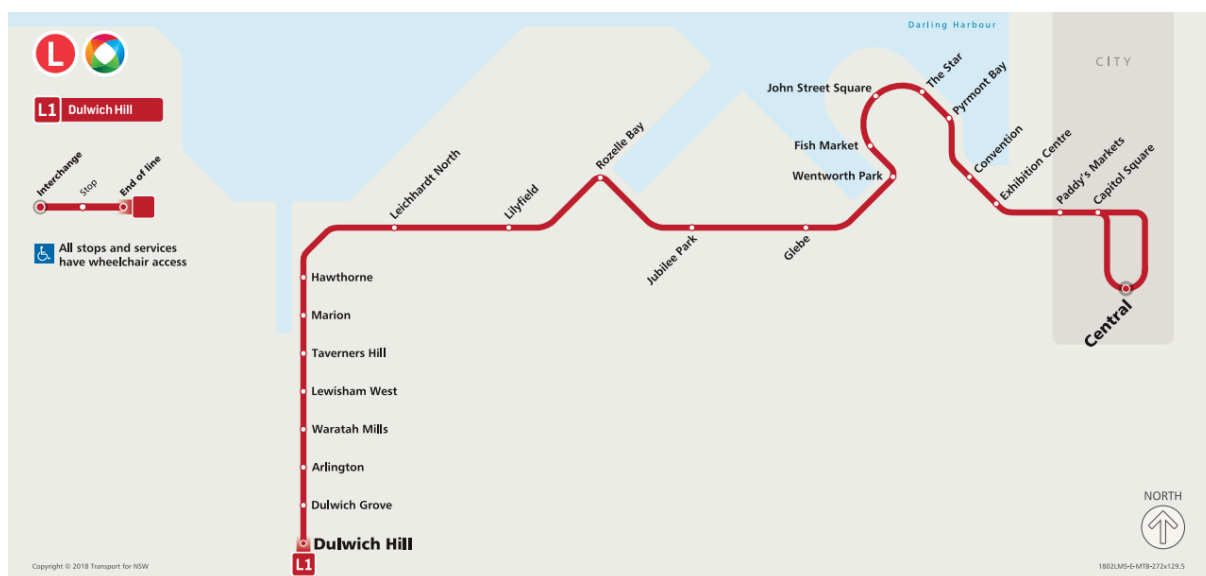 Darling Harbour
CITY
L
L1 Dulwich Hill
Interchange
Stop
End of line
All stops and services
have wheelchair access
Leichhardt North
Lilyfield
Rozelle Bay
Jubilee Park
Glebe
Wentworth Park
Fish Market
John Street Square
The Star
Pyrmont Bay
Convention
Exhibition Centre
Paddy's Markets
Capitol Square
Central
Hawthorne
Marion
Taverners Hill
Lewisham West
Waratah Mills
Arlington
Dulwich Grove
Dulwich Hill
L1
NORTH
Copyright © 2018 Transport for NSW
1802LMS-E-MTB-272x129.5